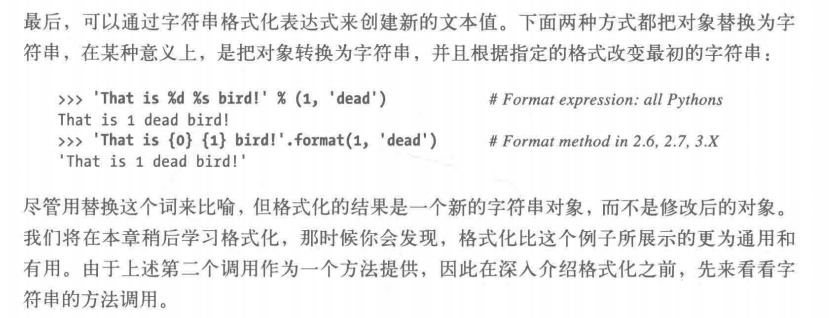 最后，可以通过字符串格式化表达式来创建新的文本值。下面两种方式都把对象替换为字
符串，在某种意义上，是把对象转换为字符串，并且根据指定的格式改变最初的字符串：
>>> 'That is %d %s bird!' % (1, 'dead') # Format expression: all Pythons
That is 1 dead bird!
>>> 'That is {0} {1} bird!'.format(1, 'dead') # Format method in 2.6, 2.7, 3.X
'That is 1 dead bird!'
尽管用替换这个词来比喻，但格式化的结果是一个新的字符串对象，而不是修改后的对象。
我们将在本章稍后学习格式化，那时候你会发现，格式化比这个例子所展示的更为通用和
有用。由于上述第二个调用作为一个方法提供，因此在深入介绍格式化之前，先来看看字
符串的方法调用。